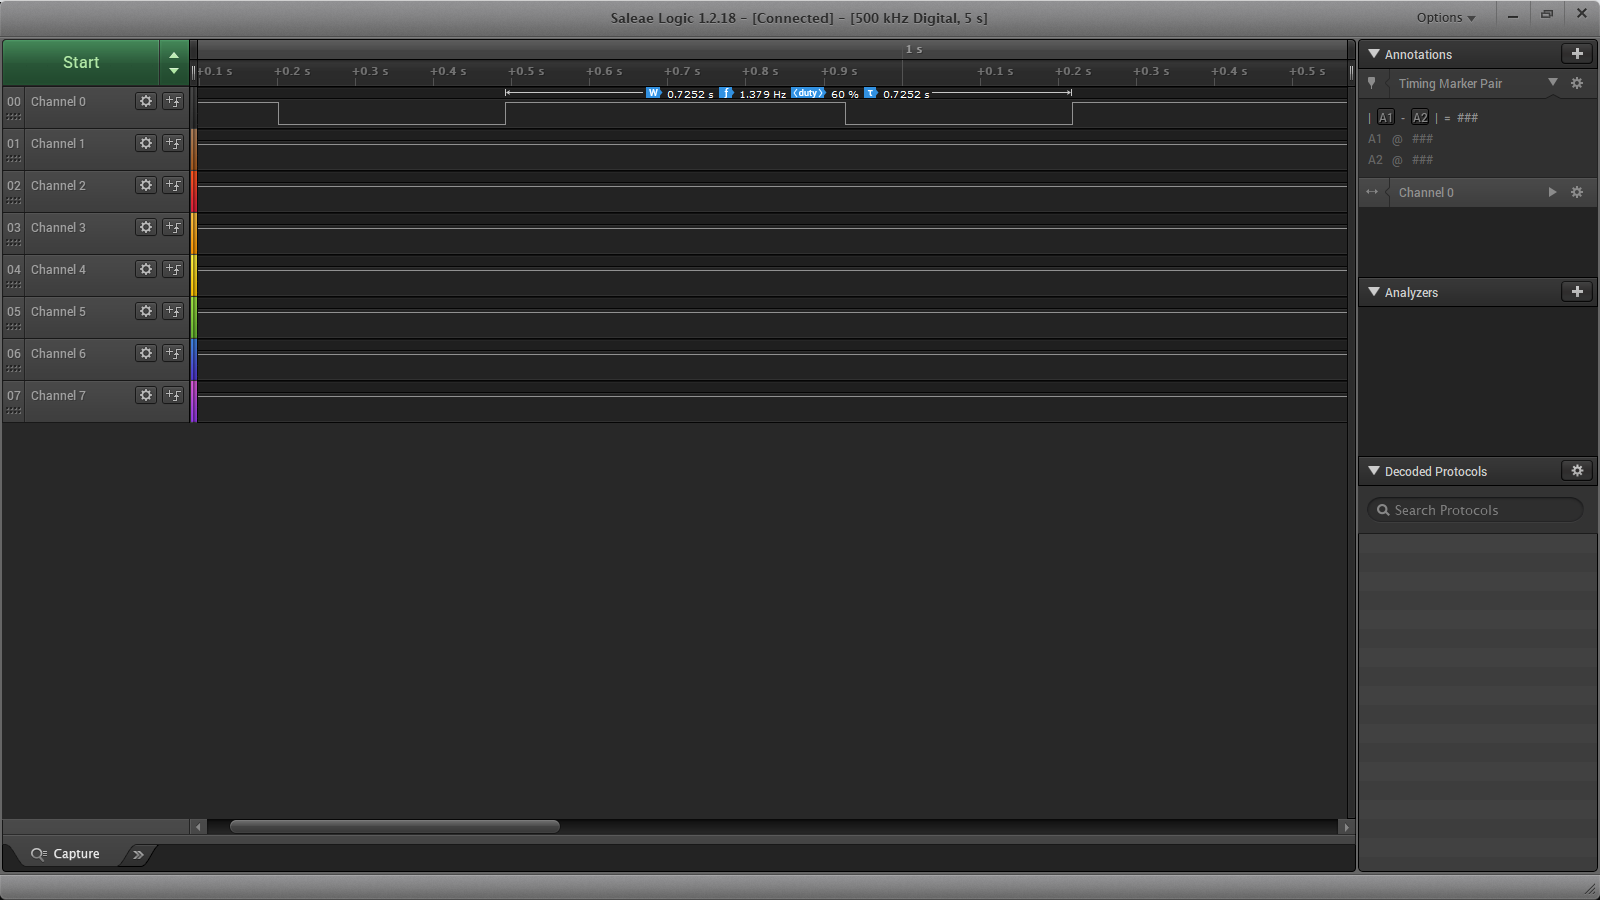 Saleae Logic 1.2.18 - [Connected] - [500 kHz Digital, 5 s]
Options
Start
1 s
+0.1 s +0.2 s +0.3 s +0.4 s +0.5 s +0.6 s +0.7 s +0.8 s +0.9 s +0.1 s +0.2 s +0.3 s +0.4 s +0.5 s
W 0.7252 s f 1.379 Hz duty 60 % T 0.7252 s
00 Channel 0
01 Channel 1
02 Channel 2
03 Channel 3
04 Channel 4
05 Channel 5
06 Channel 6
07 Channel 7
Annotations
Timing Marker Pair
| A1 - A2 | = ###
A1 @ ###
A2 @ ###
Channel 0
Analyzers
Decoded Protocols
Search Protocols
Capture